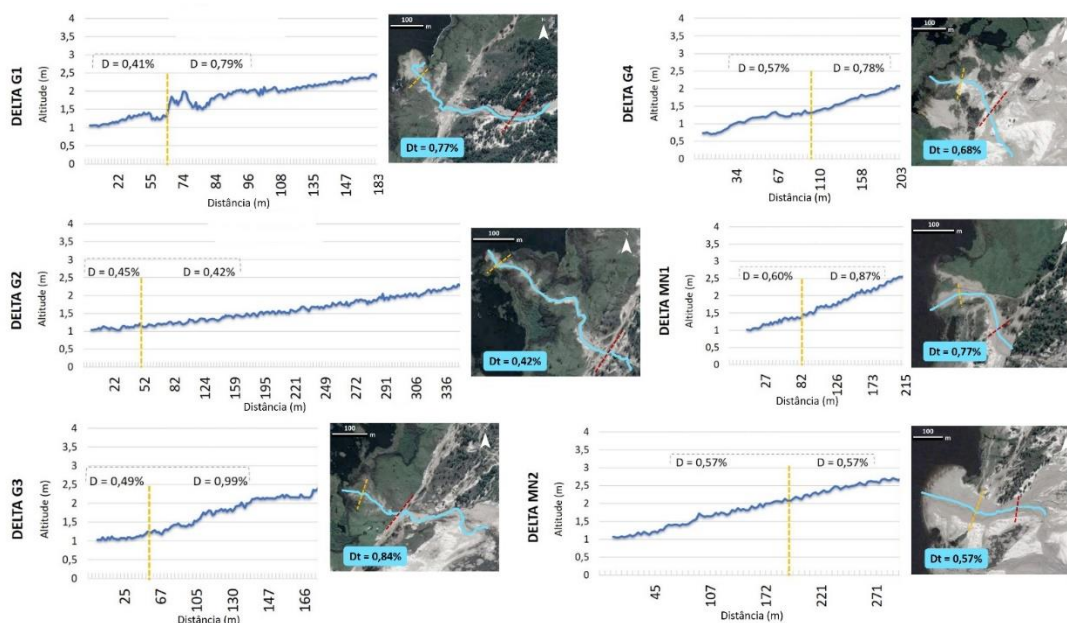 DELTA G1
Altitude (m)
4
3,5
3
2,5
2
1,5
1
0,5
0
D = 0,41% D = 0,79%
22 55 74 84 96 108 135 147 183
Distância (m)
100
m
Dt = 0,77%
DELTA G4
Altitude (m)
4
3,5
3
2,5
2
1,5
1
0,5
0
D = 0,57% D = 0,78%
34 67 110 158 203
Distância (m)
100
m
Dt = 0,68%
DELTA G2
Altitude (m)
4
3,5
3
2,5
2
1,5
1
0,5
0
D = 0,45% D = 0,42%
22 52 82 124 159 195 221 249 272 291 306 336
Distância (m)
100
m
Dt = 0,42%
DELTA MN1
Altitude (m)
4
3,5
3
2,5
2
1,5
1
0,5
0
D = 0,60% D = 0,87%
27 82 126 173 215
Distância (m)
100
m
Dt = 0,77%
DELTA G3
Altitude (m)
4
3,5
3
2,5
2
1,5
1
0,5
0
D = 0,49% D = 0,99%
25 67 105 130 147 166
Distância (m)
100
m
Dt = 0,84%
DELTA MN2
Altitude (m)
4
3,5
3
2,5
2
1,5
1
0,5
0
D = 0,57% D = 0,57%
45 107 172 221 271
Distância (m)
100
m
Dt = 0,57%